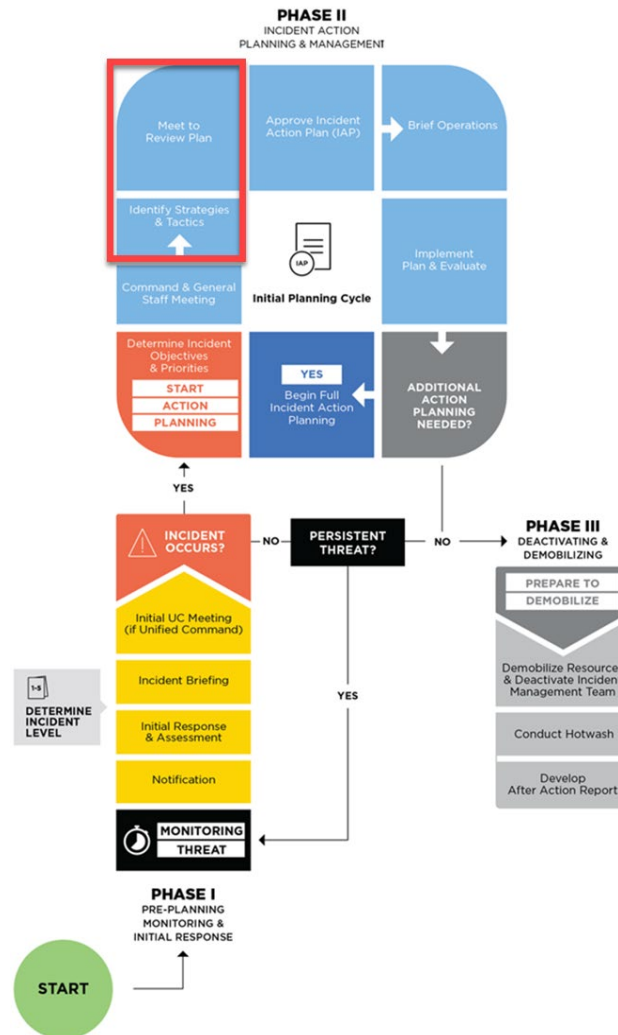 PHASE II
INCIDENT ACTION
PLANNING & MANAGEMENT
Meet to
Review Plan
Approve Incident
Action Plan (IAP)
Brief Operations
Identify Strategies
& Tactics
IAP
Initial Planning Cycle
Implement
Plan & Evaluate
Command & General
Staff Meeting
Determine Incident
Objectives
& Priorities
START
ACTION
PLANNING
YES
Begin Full
Incident Action
Planning
ADDITIONAL
ACTION
PLANNING
NEEDED?
YES
INCIDENT
OCCURS?
NO
PERSISTENT
THREAT?
NO
PHASE III
DEACTIVATING &
DEMOBILIZING
PREPARE TO
DEMOBILIZE
Initial UC Meeting
(if Unified Command)
Incident Briefing
Initial Response
& Assessment
Notification
1-5
DETERMINE
INCIDENT
LEVEL
YES
Demobilize Resource
& Deactivate Inciden
Management Team
Conduct Hotwash
Develop
After Action Report
MONITORING
THREAT
PHASE I
PRE-PLANNING
MONITORING &
INITIAL RESPONSE
START